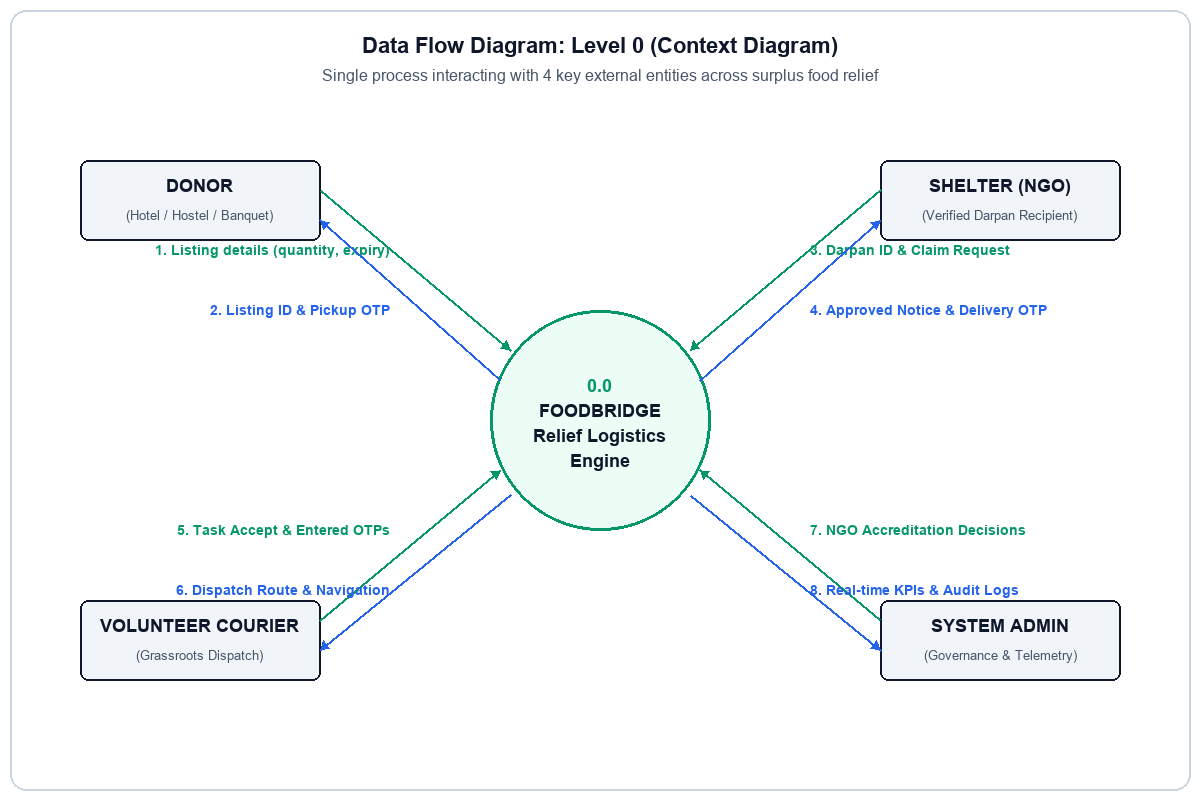 Data Flow Diagram: Level 0 (Context Diagram)
Single process interacting with 4 key external entities across surplus food relief
DONOR
(Hotel / Hostel / Banquet)
SHELTER (NGO)
(Verified Darpan Recipient)
1. Listing details (quantity, expiry)
3. Darpan ID & Claim Request
2. Listing ID & Pickup OTP
4. Approved Notice & Delivery OTP
0.0
FOODBRIDGE
Relief Logistics
Engine
5. Task Accept & Entered OTPs
7. NGO Accreditation Decisions
6. Dispatch Route & Navigation
8. Real-time KPIs & Audit Logs
VOLUNTEER COURIER
(Grassroots Dispatch)
SYSTEM ADMIN
(Governance & Telemetry)